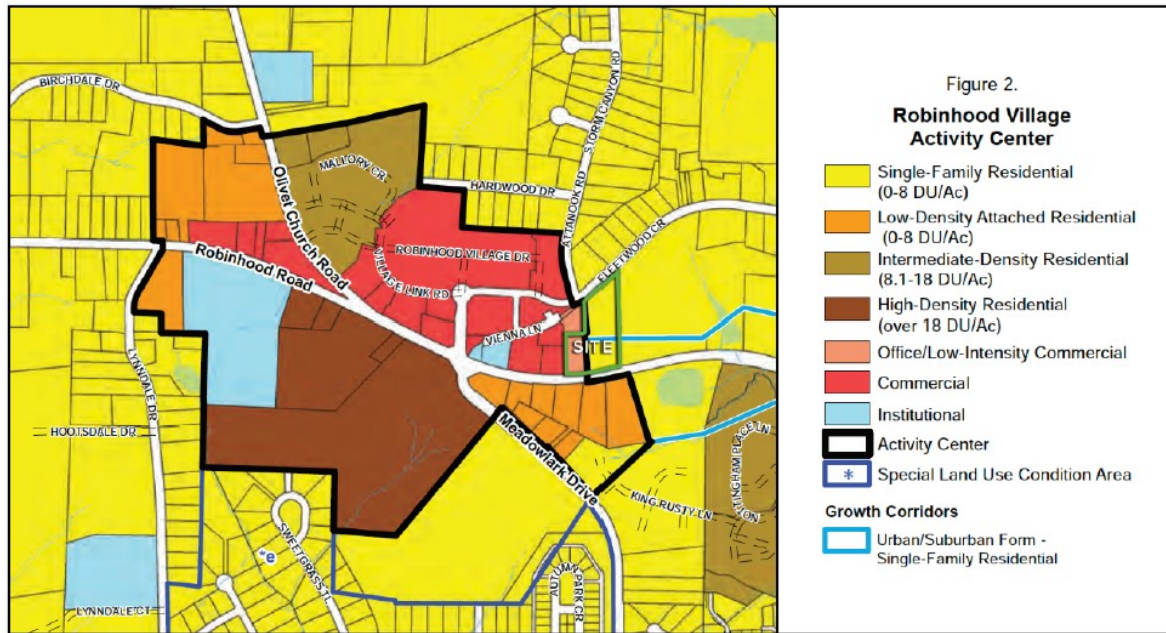 BIRCHDALE DR
STORM CANYON RD
MALLORY CR
HARDWOOD DR
ATTANOOK RD
Olivet Church Road
FLEETWOOD CR
ROBINHOOD VILLAGE DR
Robinhood Road
VILLAGE LINK RD
VIENNA LN
SITE
LYNNDALE DR
HOOTSDALE DR
Meadowlark Drive
KING RUSTY LN
SWEETGRASS TL
*e
AUTUMN PARK CR
LYNNDALE CT
Figure 2.
Robinhood Village
Activity Center
Single-Family Residential
(0-8 DU/Ac)
Low-Density Attached Residential
(0-8 DU/Ac)
Intermediate-Density Residential
(8.1-18 DU/Ac)
High-Density Residential
(over 18 DU/Ac)
Office/Low-Intensity Commercial
Commercial
Institutional
Activity Center
* Special Land Use Condition Area
Growth Corridors
Urban/Suburban Form -
Single-Family Residential